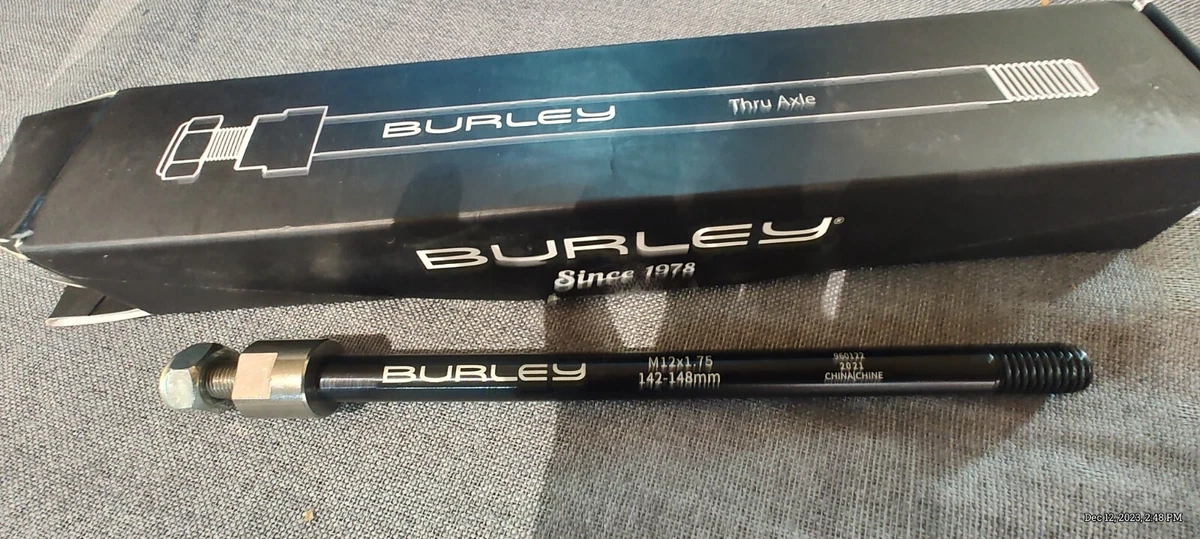 BURLEY
Thru Axle
BURLEY®
Since 1978
BURLEY
M12x1.75
142-148mm
960122
2021
CHINA|CHINE
Dec 12, 2023, 2:48 PM